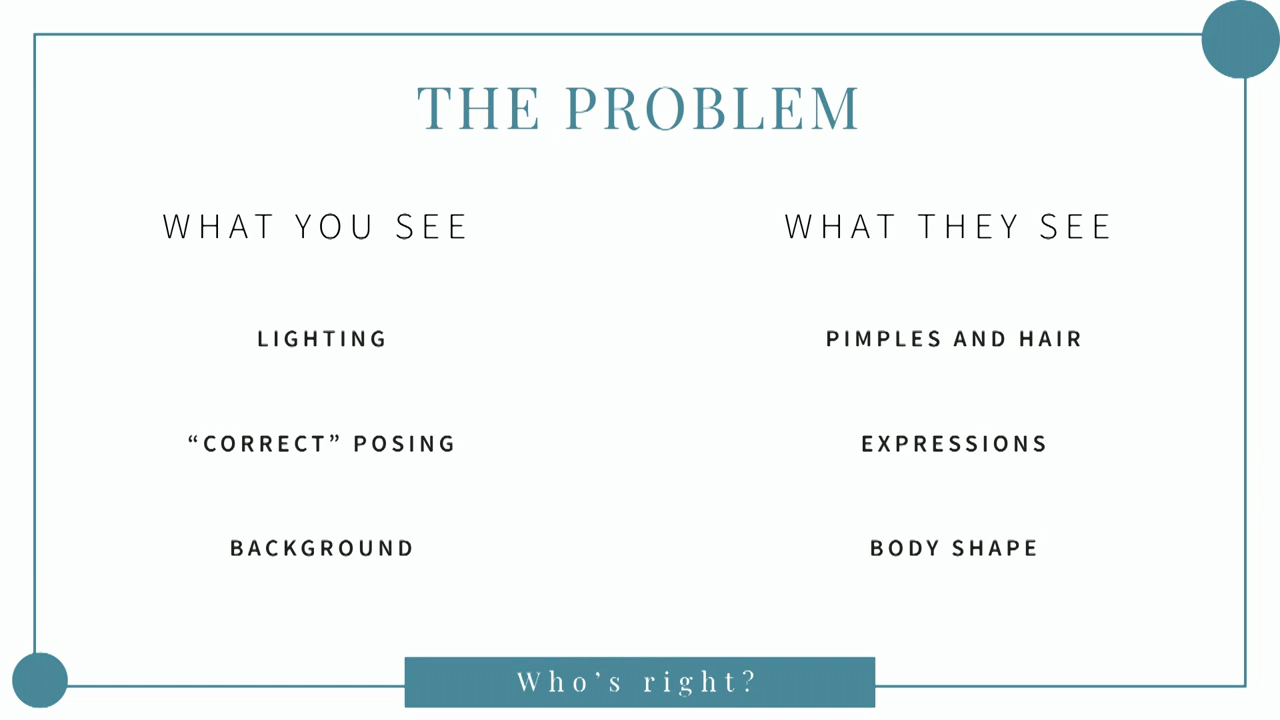 THE PROBLEM
WHAT YOU SEE
LIGHTING
“CORRECT” POSING
BACKGROUND
WHAT THEY SEE
PIMPLES AND HAIR
EXPRESSIONS
BODY SHAPE
Who’s right?